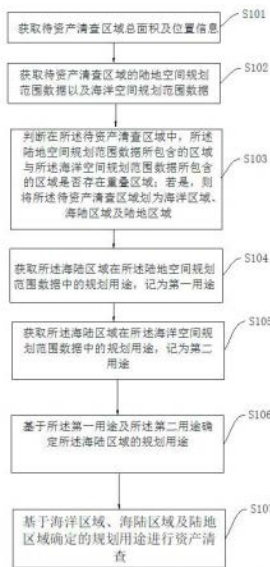 S101
获取待资产清查区域总面积及位置信息
S102
获取待资产清查区域的陆地空间规划
范围数据以及海洋空间规划范围数据
S103
判断在所述待资产清查区域中，所述
陆地空间规划范围数据所包含的区域
与所述海洋空间规划范围数据所包含
的区域是否存在重叠区域；若是，则
将所述待资产清查区域划为海洋区域、
海陆区域及陆地区域
S104
获取所述海陆区域在所述陆地空间规划
范围数据中的规划用途，记为第一用途
S105
获取所述海陆区域在所述海洋空间规
划范围数据中的规划用途，记为第二
用途
S106
基于所述第一用途及所述第二用途确
定所述海陆区域的规划用途
S107
基于海洋区域、海陆区域及陆地
区域确定的规划用途进行资产清
查